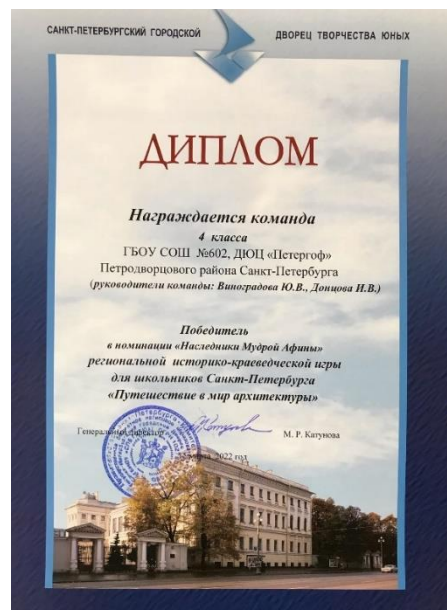 САНКТ-ПЕТЕРБУРГСКИЙ ГОРОДСКОЙ ДВОРЕЦ ТВОРЧЕСТВА ЮНЫХ
ДИПЛОМ
Награждается команда
4 класса
ГБОУ СОШ №602, ДЮЦ «Петергоф»
Петродворцового района Санкт-Петербурга
(руководители команды: Виноградова Ю.В., Донцова И.В.)
Победитель
в номинации «Наследники Мудрой Афины»
региональной историко-краеведческой игры
для школьников Санкт-Петербурга
«Путешествие в мир архитектуры»
Генеральный директор М. Р. Катунова
2022 год